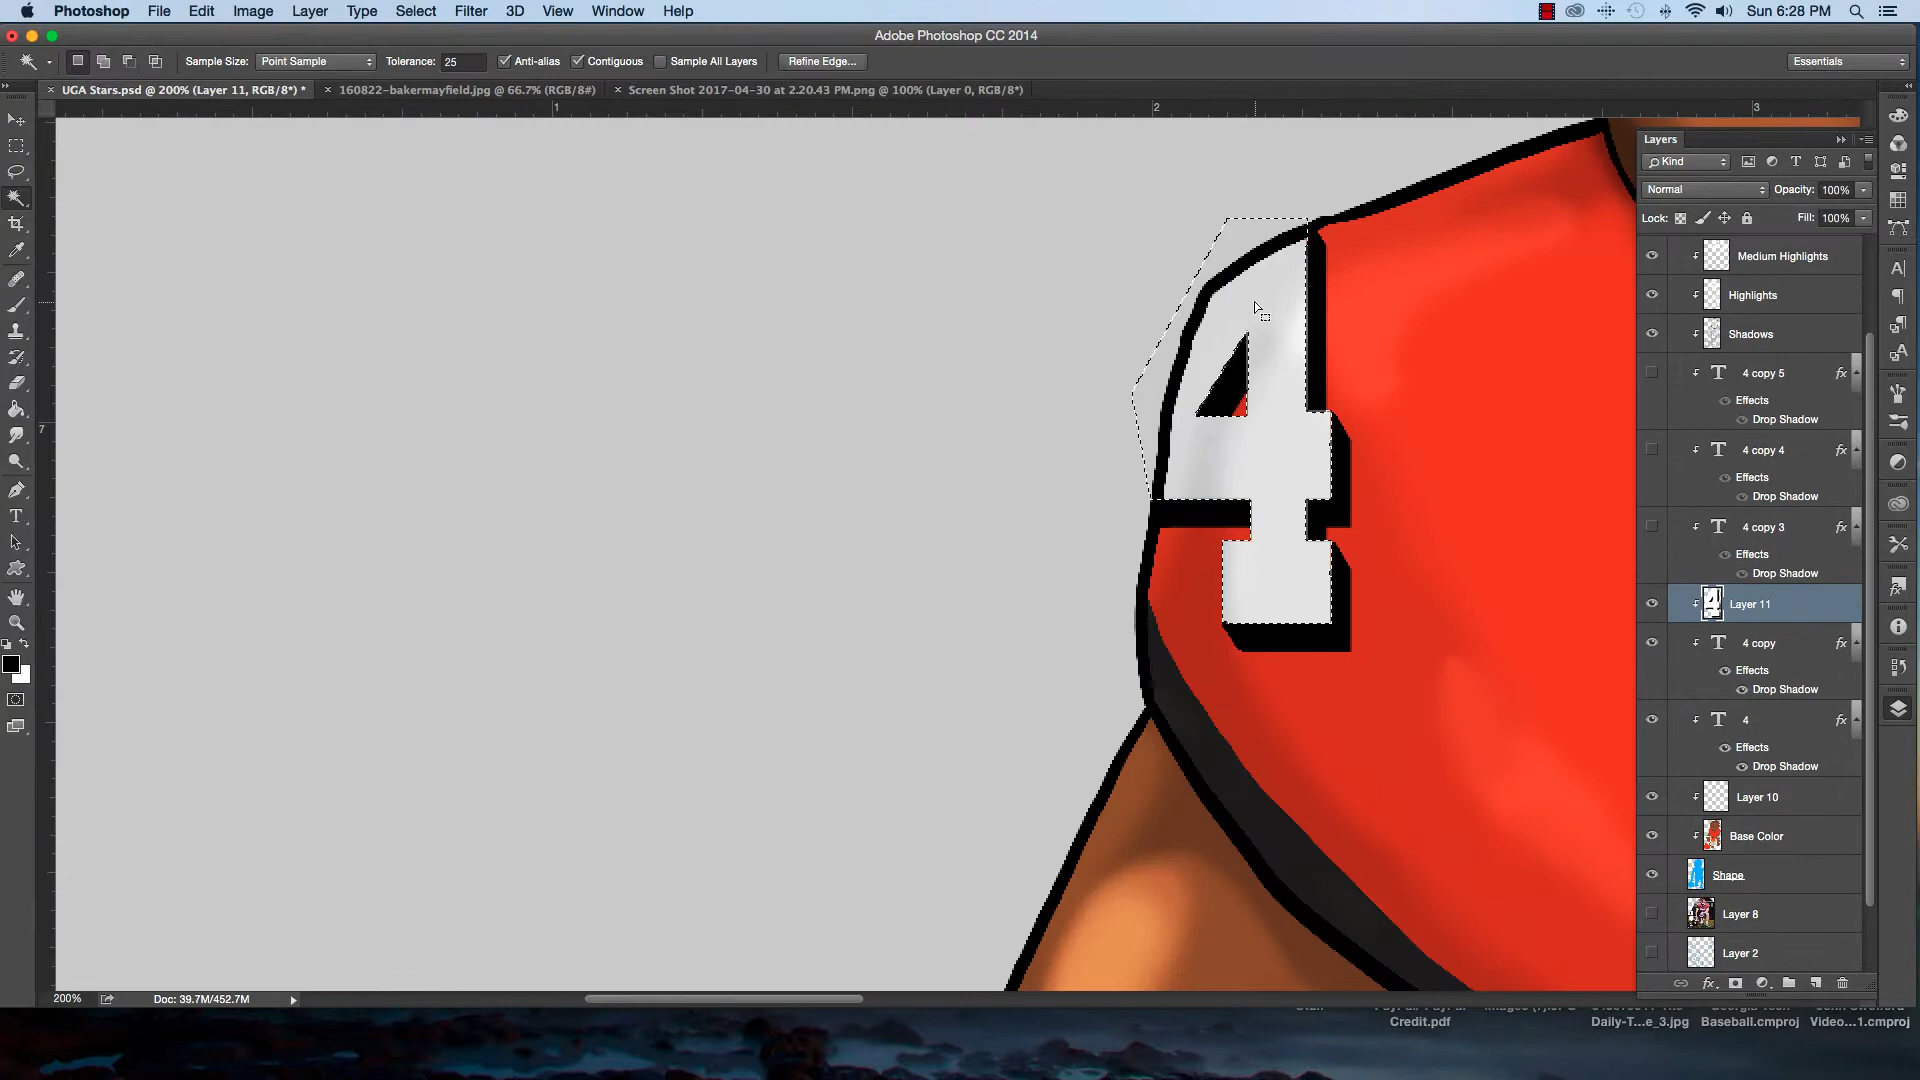 Photoshop File Edit Image Layer Type Select Filter 3D View Window Help Sun 6:28 PM
Adobe Photoshop CC 2014
Sample Size: Point Sample Tolerance: 25 Anti-alias Contiguous Sample All Layers Refine Edge... Essentials
UGA Stars.psd @ 200% (Layer 11, RGB/8*) * 160822-bakermayfield.jpg @ 66.7% (RGB/8#) Screen Shot 2017-04-30 at 2.20.43 PM.png @ 100% (Layer 0, RGB/8*)
1 2 3
7
4
Layers
Kind
Normal Opacity: 100%
Lock: Fill: 100%
Medium Highlights
Highlights
Shadows
T 4 copy 5 fx
Effects
Drop Shadow
T 4 copy 4 fx
Effects
Drop Shadow
T 4 copy 3 fx
Effects
Drop Shadow
Layer 11
T 4 copy fx
Effects
Drop Shadow
T 4 fx
Effects
Drop Shadow
Layer 10
Base Color
Shape
Layer 8
Layer 2
200% Doc: 39.7M/452.7M
Credit.pdf Daily-T...e_3.jpg Baseball.cmproj Video...1.cmproj